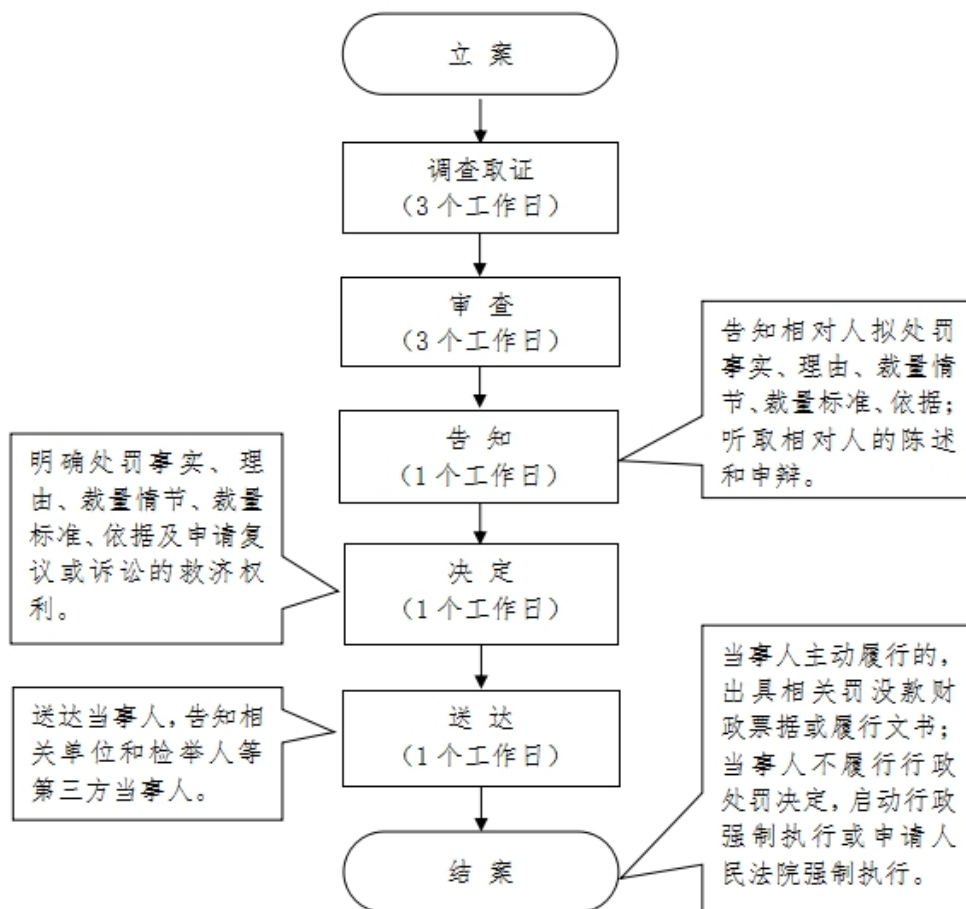 立 案
调查取证
（3 个工作日）
审 查
（3 个工作日）
告知相对人拟处罚
事实、理由、裁量情
节、裁量标准、依据；
听取相对人的陈述
和申辩。
告 知
（1 个工作日）
明确处罚事实、理
由、裁量情节、裁量
标准、依据及申请复
议或诉讼的救济权
利。
决 定
（1 个工作日）
送达当事人，告知相
关单位和检举人等
第三方当事人。
送 达
（1 个工作日）
当事人主动履行的，
出具相关罚没款财
政票据或履行文书；
当事人不履行行政
处罚决定，启动行政
强制执行或申请人
民法院强制执行。
结 案